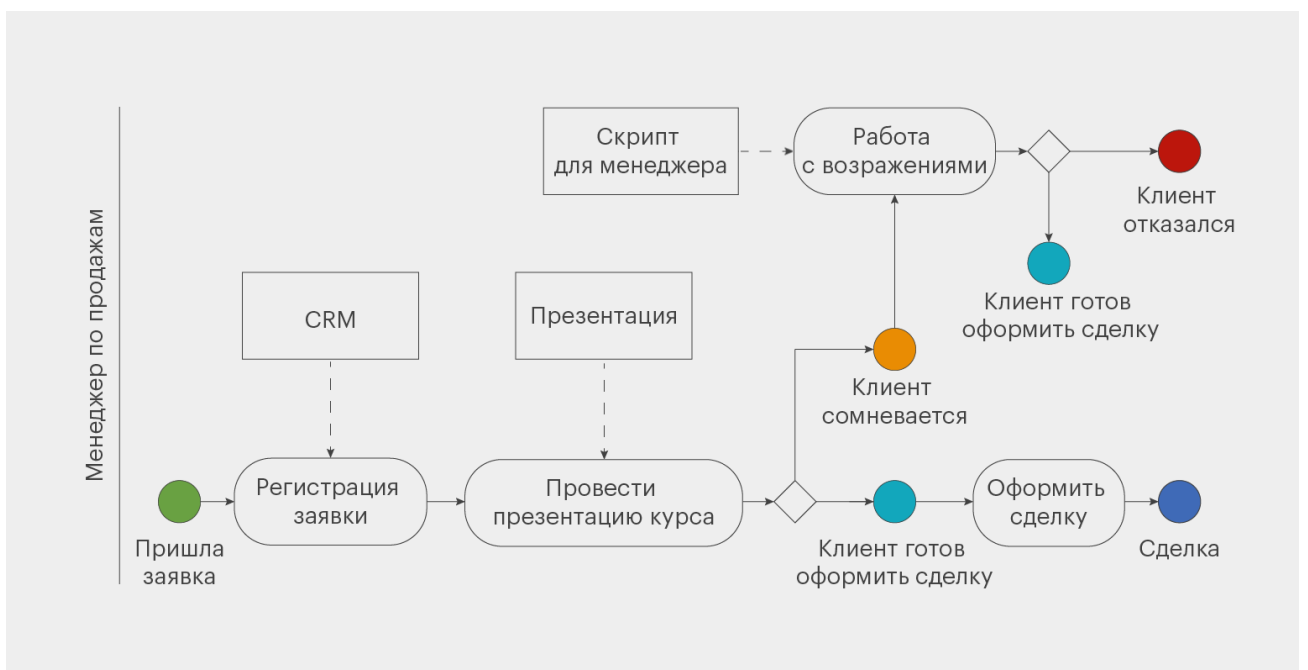 Менеджер по продажам
Скрипт
для менеджера
Работа
с возражениями
Клиент
отказался
Клиент готов
оформить сделку
CRM
Презентация
Клиент
сомневается
Пришла
заявка
Регистрация
заявки
Провести
презентацию курса
Клиент готов
оформить сделку
Оформить
сделку
Сделка